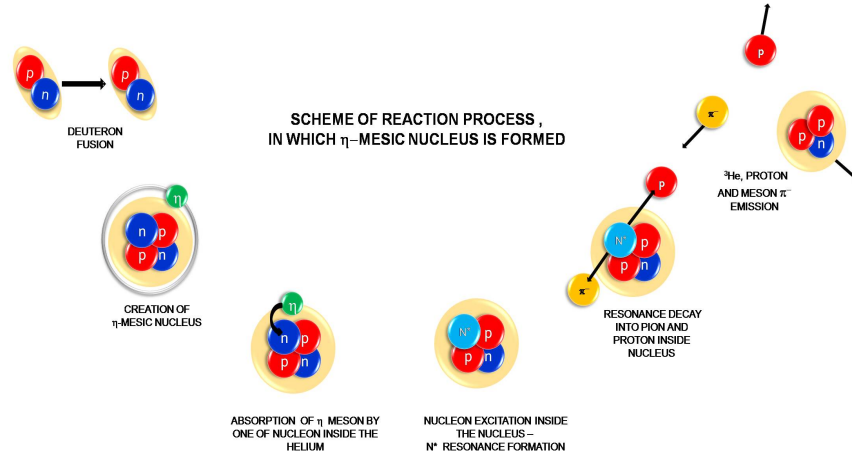 SCHEME OF REACTION PROCESS ,
IN WHICH η–MESIC NUCLEUS IS FORMED
p
n
p
n
DEUTERON
FUSION
η
n
p
p
n
CREATION OF
η-MESIC NUCLEUS
η
n
p
p
n
ABSORPTION OF η MESON BY
ONE OF NUCLEON INSIDE THE
HELIUM
N*
p
p
n
NUCLEON EXCITATION INSIDE
THE NUCLEUS –
N* RESONANCE FORMATION
p
N*
p
p
n
π⁻
RESONANCE DECAY
INTO PION AND
PROTON INSIDE
NUCLEUS
p
π⁻
p
p
n
³He, PROTON
AND MESON π⁻
EMISSION